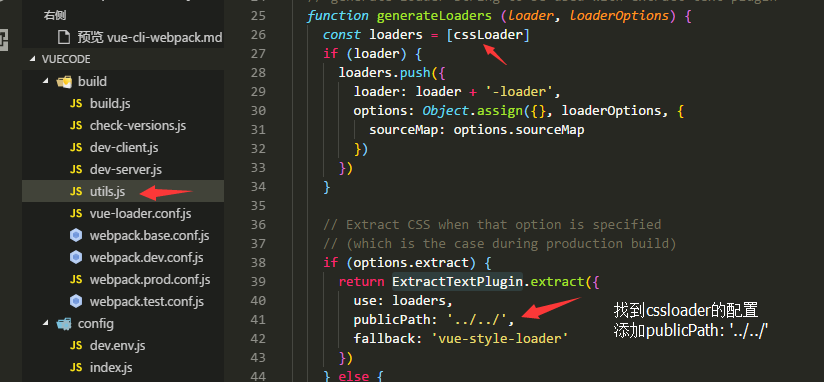 右侧
预览 vue-cli-webpack.md
VUECODE
build
JS build.js
JS check-versions.js
JS dev-client.js
JS dev-server.js
JS utils.js
JS vue-loader.conf.js
webpack.base.conf.js
webpack.dev.conf.js
webpack.prod.conf.js
webpack.test.conf.js
config
JS dev.env.js
JS index.js
25 function generateLoaders (loader, loaderOptions) {
26 const loaders = [cssLoader]
27 if (loader) {
28 loaders.push({
29 loader: loader + '-loader',
30 options: Object.assign({}, loaderOptions, {
31 sourceMap: options.sourceMap
32 })
33 })
34 }
35
36 // Extract CSS when that option is specified
37 // (which is the case during production build)
38 if (options.extract) {
39 return ExtractTextPlugin.extract({
40 use: loaders,
41 publicPath: '../../',
42 fallback: 'vue-style-loader'
43 })
44 } else {
找到cssloader的配置
添加publicPath: '../../'